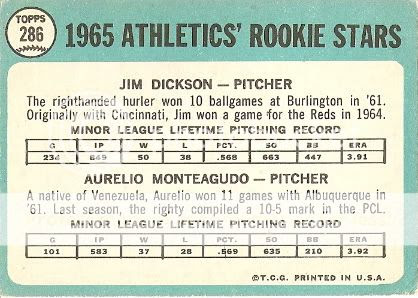 TOPPS
286
1965 ATHLETICS' ROOKIE STARS
JIM DICKSON — PITCHER
The righthanded hurler won 10 ballgames at Burlington in '61.
Originally with Cincinnati, Jim won a game for the Reds in 1964.
MINOR LEAGUE LIFETIME PITCHING RECORD
G IP W L PCT. SO BB ERA
234 849 50 38 .568 663 447 3.91
AURELIO MONTEAGUDO — PITCHER
A native of Venezuela, Aurelio won 11 games with Albuquerque in
'61. Last season, the righty compiled a 10-5 mark in the PCL.
MINOR LEAGUE LIFETIME PITCHING RECORD
G IP W L PCT. SO BB ERA
101 583 37 28 .569 635 210 3.92
©T.C.G. PRINTED IN U.S.A.